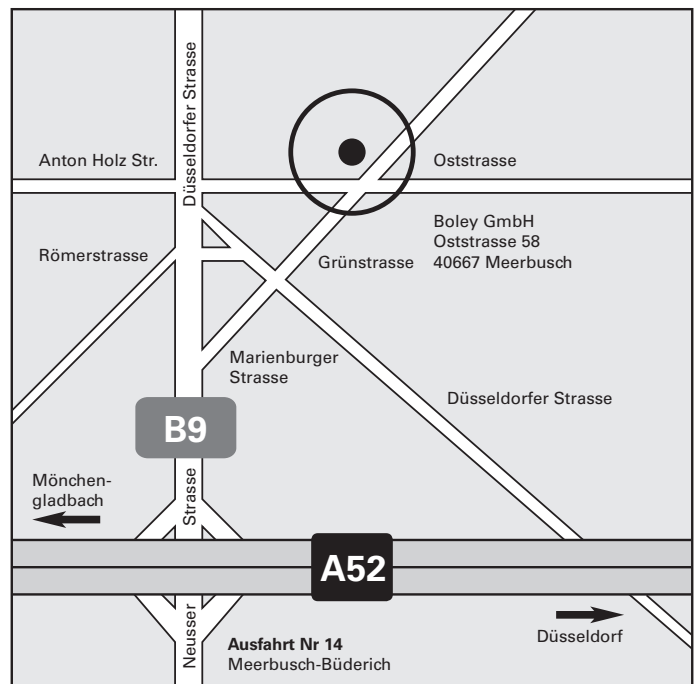 Düsseldorfer Strasse
Anton Holz Str.
Oststrasse
Boley GmbH
Oststrasse 58
40667 Meerbusch
Römerstrasse
Grünstrasse
Marienburger
Strasse
Düsseldorfer Strasse
B9
Mönchen-
gladbach
Strasse
A52
Neusser
Ausfahrt Nr 14
Meerbusch-Büderich
Düsseldorf